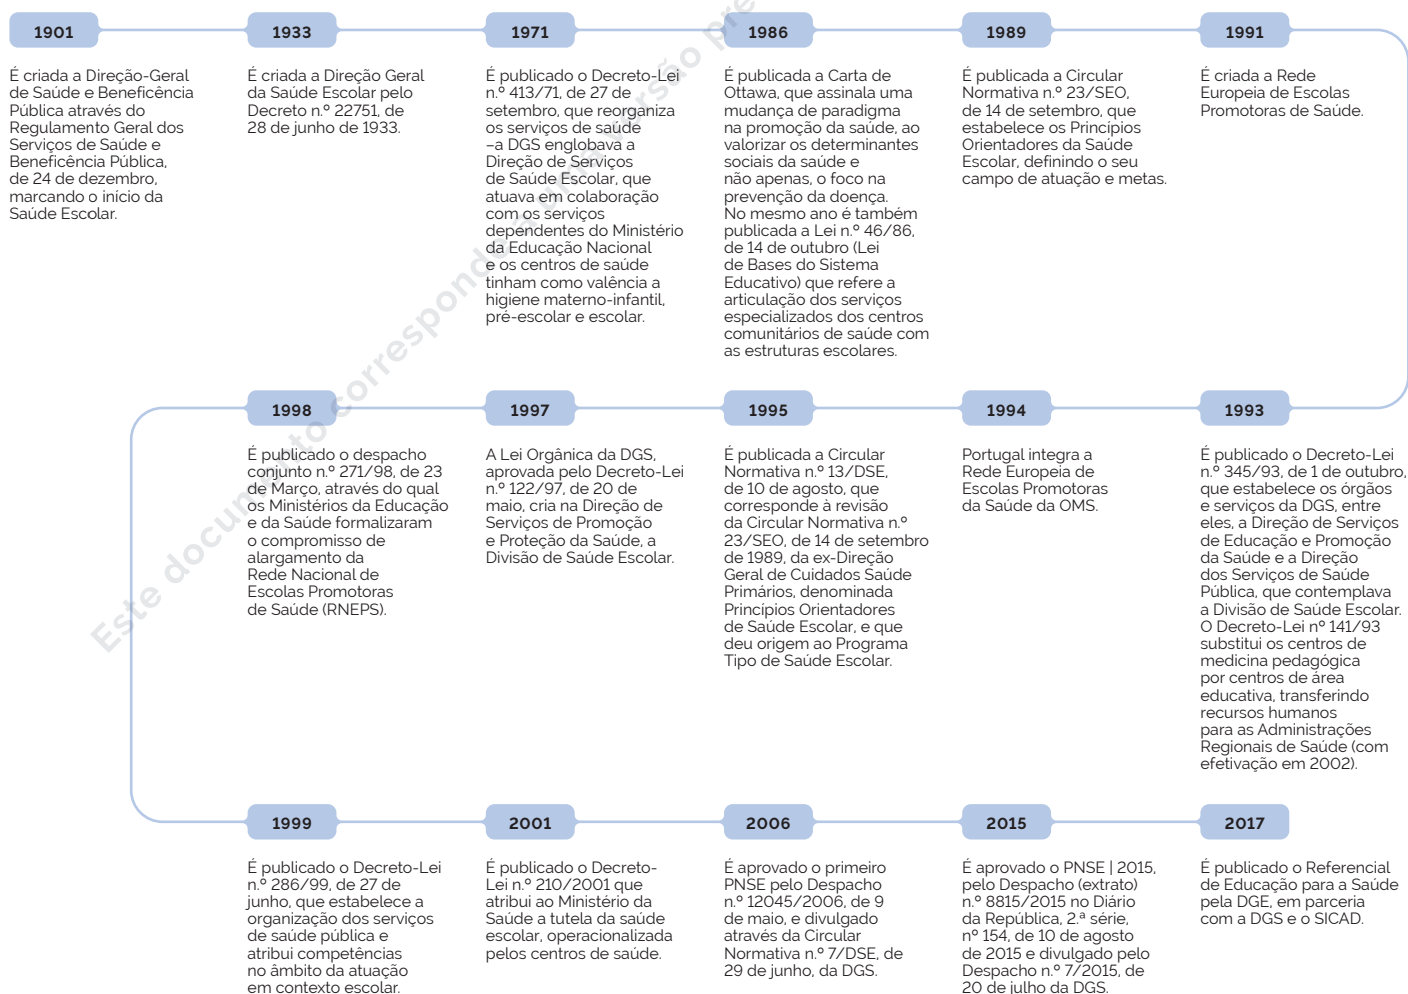 1901
É criada a Direção-Geral
de Saúde e Beneficência
Pública através do
Regulamento Geral dos
Serviços de Saúde e
Beneficência Pública,
de 24 de dezembro,
marcando o início da
Saúde Escolar.
1933
É criada a Direção Geral
da Saúde Escolar pelo
Decreto n.º 22751, de
28 de junho de 1933.
1971
É publicado o Decreto-Lei
n.º 413/71, de 27 de
setembro, que reorganiza
os serviços de saúde
–a DGS englobava a
Direção de Serviços
de Saúde Escolar, que
atuava em colaboração
com os serviços
dependentes do Ministério
da Educação Nacional
e os centros de saúde
tinham como valência a
higiene materno-infantil,
pré-escolar e escolar.
1986
É publicada a Carta de
Ottawa, que assinala uma
mudança de paradigma
na promoção da saúde, ao
valorizar os determinantes
sociais da saúde e
não apenas, o foco na
prevenção da doença.
No mesmo ano é também
publicada a Lei n.º 46/86,
de 14 de outubro (Lei
de Bases do Sistema
Educativo) que refere a
articulação dos serviços
especializados dos centros
comunitários de saúde com
as estruturas escolares.
1989
É publicada a Circular
Normativa n.º 23/SEO,
de 14 de setembro, que
estabelece os Princípios
Orientadores da Saúde
Escolar, definindo o seu
campo de atuação e metas.
1991
É criada a Rede
Europeia de Escolas
Promotoras de Saúde.
1998
É publicado o despacho
conjunto n.º 271/98, de 23
de Março, através do qual
os Ministérios da Educação
e da Saúde formalizaram
o compromisso de
alargamento da
Rede Nacional de
Escolas Promotoras
de Saúde (RNEPS).
1997
A Lei Orgânica da DGS,
aprovada pelo Decreto-Lei
n.º 122/97, de 20 de
maio, cria na Direção de
Serviços de Promoção
e Proteção da Saúde, a
Divisão de Saúde Escolar.
1995
É publicada a Circular
Normativa n.º 13/DSE,
de 10 de agosto, que
corresponde à revisão
da Circular Normativa n.º
23/SEO, de 14 de setembro
de 1989, da ex-Direção
Geral de Cuidados Saúde
Primários, denominada
Princípios Orientadores
de Saúde Escolar, e que
deu origem ao Programa
Tipo de Saúde Escolar.
1994
Portugal integra a
Rede Europeia de
Escolas Promotoras
da Saúde da OMS.
1993
É publicado o Decreto-Lei
n.º 345/93, de 1 de outubro,
que estabelece os órgãos
e serviços da DGS, entre
eles, a Direção de Serviços
de Educação e Promoção
da Saúde e a Direção
dos Serviços de Saúde
Pública, que contemplava
a Divisão de Saúde Escolar.
O Decreto-Lei nº 141/93
substitui os centros de
medicina pedagógica
por centros de área
educativa, transferindo
recursos humanos
para as Administrações
Regionais de Saúde (com
efetivação em 2002).
1999
É publicado o Decreto-Lei
n.º 286/99, de 27 de
junho, que estabelece a
organização dos serviços
de saúde pública e
atribui competências
no âmbito da atuação
em contexto escolar.
2001
É publicado o Decreto-
Lei n.º 210/2001 que
atribui ao Ministério da
Saúde a tutela da saúde
escolar, operacionalizada
pelos centros de saúde.
2006
É aprovado o primeiro
PNSE pelo Despacho
n.º 12045/2006, de 9
de maio, e divulgado
através da Circular
Normativa n.º 7/DSE, de
29 de junho, da DGS.
2015
É aprovado o PNSE | 2015,
pelo Despacho (extrato)
n.º 8815/2015 no Diário
da República, 2.ª série,
nº 154, de 10 de agosto
de 2015 e divulgado pelo
Despacho n.º 7/2015, de
20 de julho da DGS.
2017
É publicado o Referencial
de Educação para a Saúde
pela DGE, em parceria
com a DGS e o SICAD.
Este documento corresponde a uma versão pre